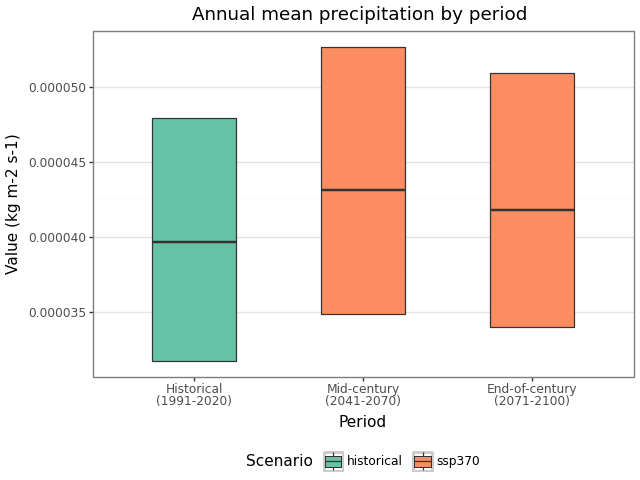 Annual mean precipitation by period
Value (kg m-2 s-1)
0.000050
0.000045
0.000040
0.000035
Historical
(1991-2020)
Mid-century
(2041-2070)
End-of-century
(2071-2100)
Period
Scenario
historical
ssp370